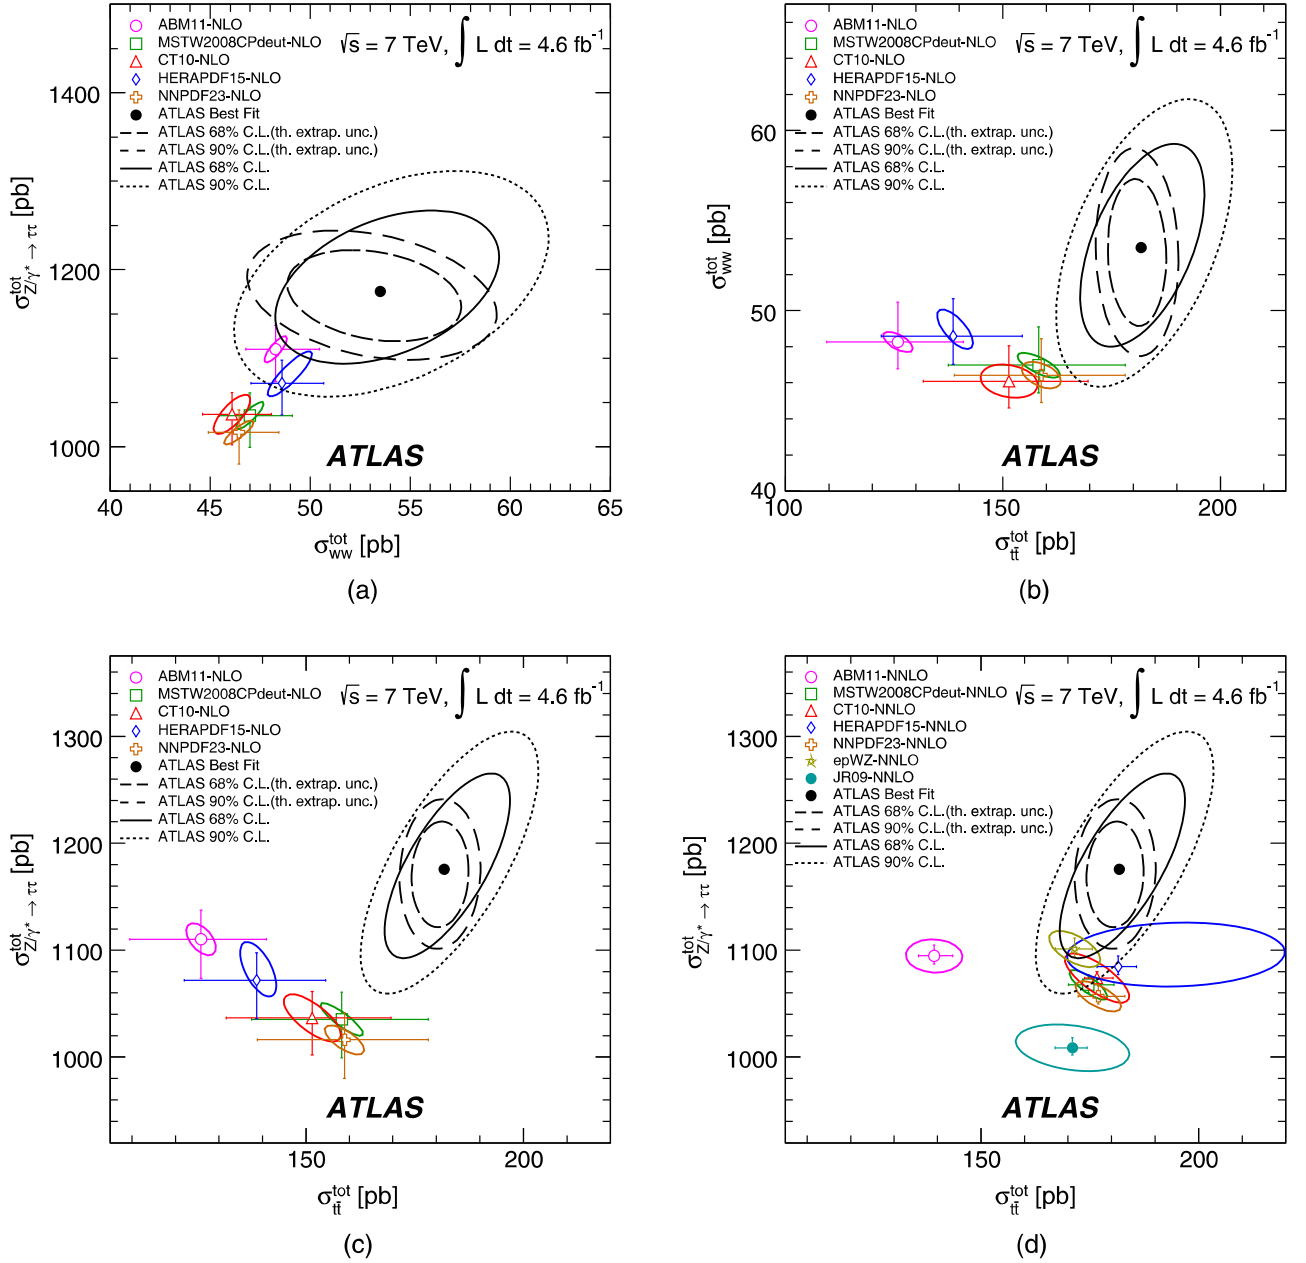 ABM11-NLO
MSTW2008CPdeut-NLO
CT10-NLO
HERAPDF15-NLO
NNPDF23-NLO
ATLAS Best Fit
ATLAS 68% C.L.(th. extrap. unc.)
ATLAS 90% C.L.(th. extrap. unc.)
ATLAS 68% C.L.
ATLAS 90% C.L.
√s = 7 TeV, ∫ L dt = 4.6 fb⁻¹
1400
1200
1000
σ^tot_Z/γ* → ττ [pb]
ATLAS
40 45 50 55 60 65
σ^tot_WW [pb]
(a)
ABM11-NLO
MSTW2008CPdeut-NLO
CT10-NLO
HERAPDF15-NLO
NNPDF23-NLO
ATLAS Best Fit
ATLAS 68% C.L.(th. extrap. unc.)
ATLAS 90% C.L.(th. extrap. unc.)
ATLAS 68% C.L.
ATLAS 90% C.L.
√s = 7 TeV, ∫ L dt = 4.6 fb⁻¹
60
50
40
σ^tot_WW [pb]
ATLAS
100 150 200
σ^tot_tt̄ [pb]
(b)
ABM11-NLO
MSTW2008CPdeut-NLO
CT10-NLO
HERAPDF15-NLO
NNPDF23-NLO
ATLAS Best Fit
ATLAS 68% C.L.(th. extrap. unc.)
ATLAS 90% C.L.(th. extrap. unc.)
ATLAS 68% C.L.
ATLAS 90% C.L.
√s = 7 TeV, ∫ L dt = 4.6 fb⁻¹
1300
1200
1100
1000
σ^tot_Z/γ* → ττ [pb]
ATLAS
150 200
σ^tot_tt̄ [pb]
(c)
ABM11-NNLO
MSTW2008CPdeut-NNLO
CT10-NNLO
HERAPDF15-NNLO
NNPDF23-NNLO
epWZ-NNLO
JR09-NNLO
ATLAS Best Fit
ATLAS 68% C.L.(th. extrap. unc.)
ATLAS 90% C.L.(th. extrap. unc.)
ATLAS 68% C.L.
ATLAS 90% C.L.
√s = 7 TeV, ∫ L dt = 4.6 fb⁻¹
1300
1200
1100
1000
σ^tot_Z/γ* → ττ [pb]
ATLAS
150 200
σ^tot_tt̄ [pb]
(d)